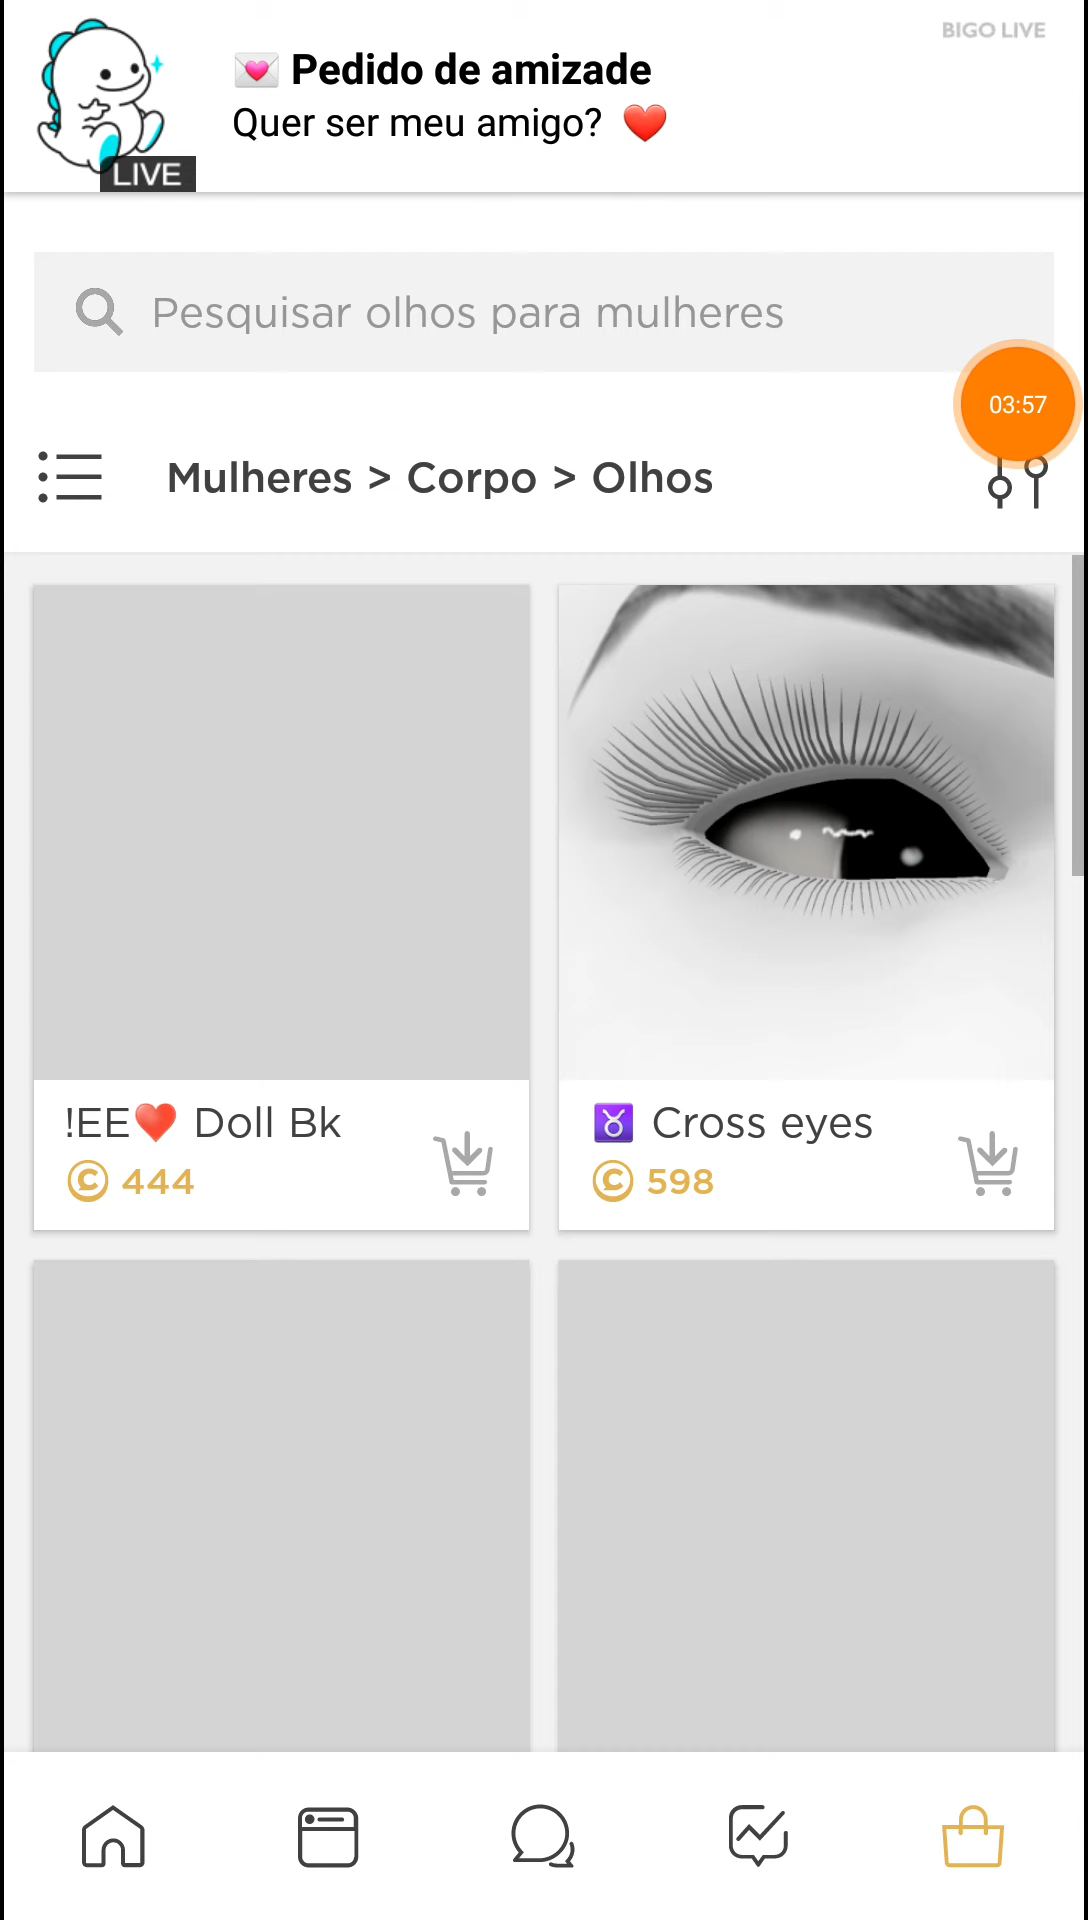 BIGO LIVE
💌 Pedido de amizade
Quer ser meu amigo? ❤️
LIVE
Pesquisar olhos para mulheres
03:57
Mulheres > Corpo > Olhos
!EE♥️ Doll Bk
444
♉ Cross eyes
598